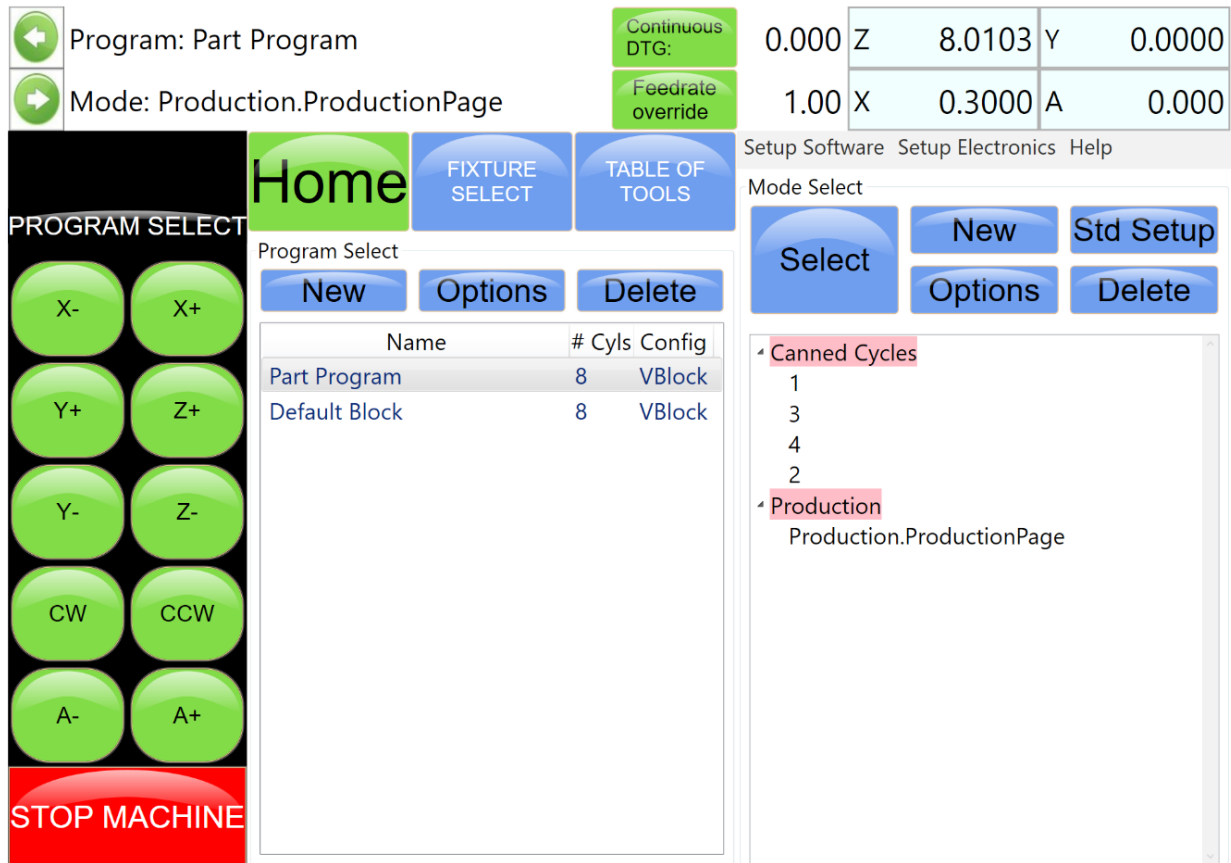 Program: Part Program
Mode: Production.ProductionPage
Continuous
DTG:
0.000
Z 8.0103
Y 0.0000
Feedrate
override
1.00
X 0.3000
A 0.000
PROGRAM SELECT
X- X+
Y+ Z+
Y- Z-
CW CCW
A- A+
STOP MACHINE
Home
FIXTURE
SELECT
TABLE OF
TOOLS
Program Select
New Options Delete
Name # Cyls Config
Part Program 8 VBlock
Default Block 8 VBlock
Setup Software Setup Electronics Help
Mode Select
Select
New
Std Setup
Options
Delete
Canned Cycles
1
3
4
2
Production
Production.ProductionPage